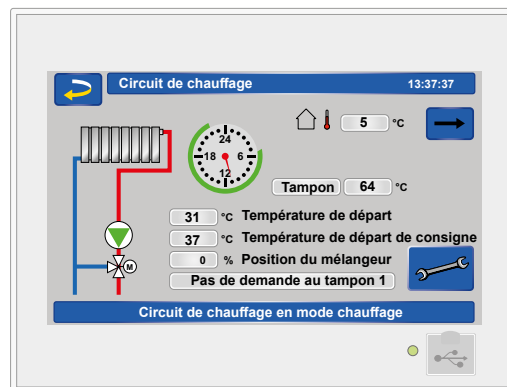 Circuit de chauffage 13:37:37
5 °C
24
18 6
12
Tampon 64 °C
31 °C Température de départ
37 °C Température de départ de consigne
0 % Position du mélangeur
M
Pas de demande au tampon 1
Circuit de chauffage en mode chauffage